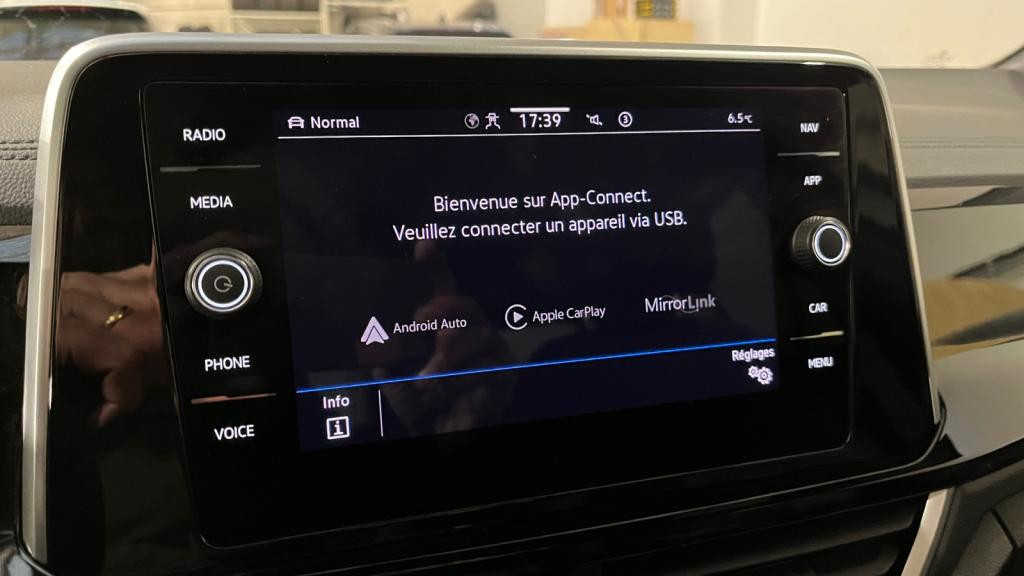 RADIO
MEDIA
PHONE
VOICE
Normal
17:39
3
6.5°C
Bienvenue sur App-Connect.
Veuillez connecter un appareil via USB.
Android Auto
Apple CarPlay
MirrorLink
Réglages
Info
i
NAV
APP
CAR
MENU